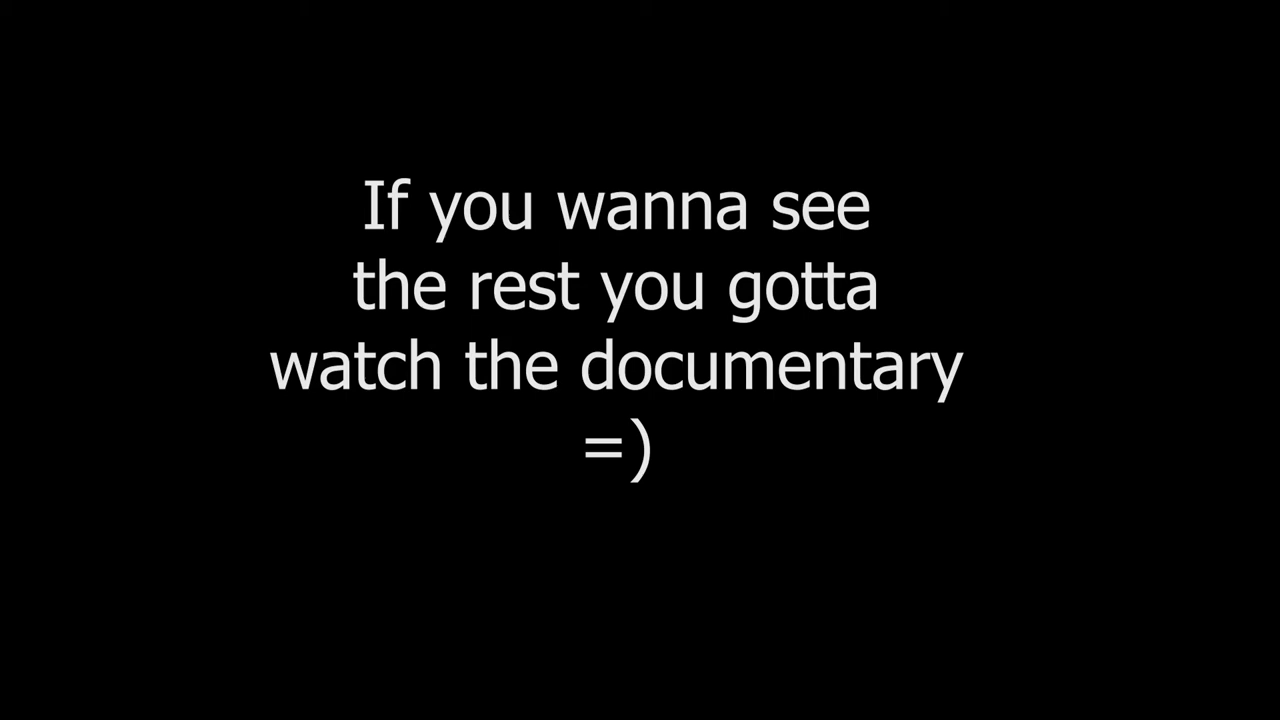 If you wanna see
the rest you gotta
watch the documentary
=)